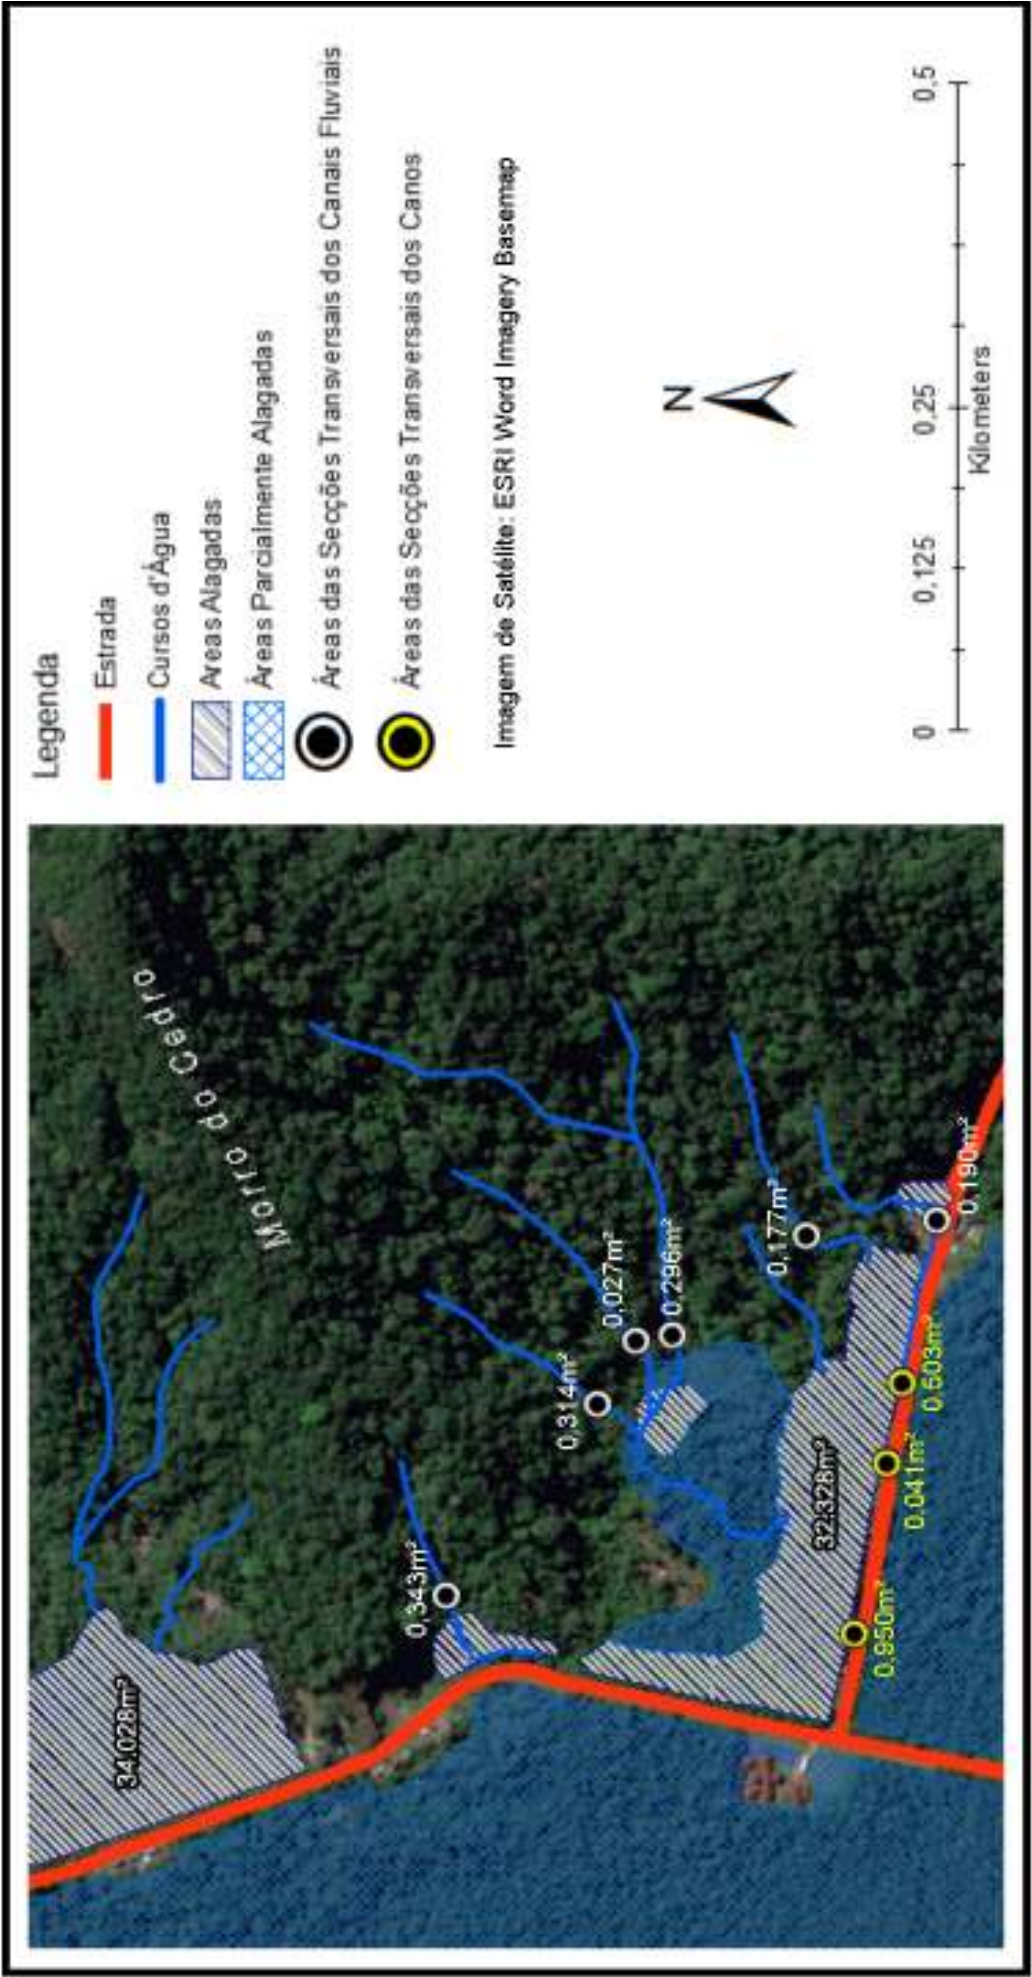 Legenda
Estrada
Cursos d'Água
Áreas Alagadas
Áreas Parcialmente Alagadas
Áreas das Secções Transversais dos Canais Fluviais
Áreas das Secções Transversais dos Canos
Imagem de Satélite: ESRI Word Imagery Basemap
N
0 0,125 0,25 0,5
Kilometers
Morro do Cedro
34.028m²
0,343m²
0,314m²
0,027m²
0,296m²
0,177m²
0,190m²
32.328m²
0,950m²
0.041m²
0,603m²